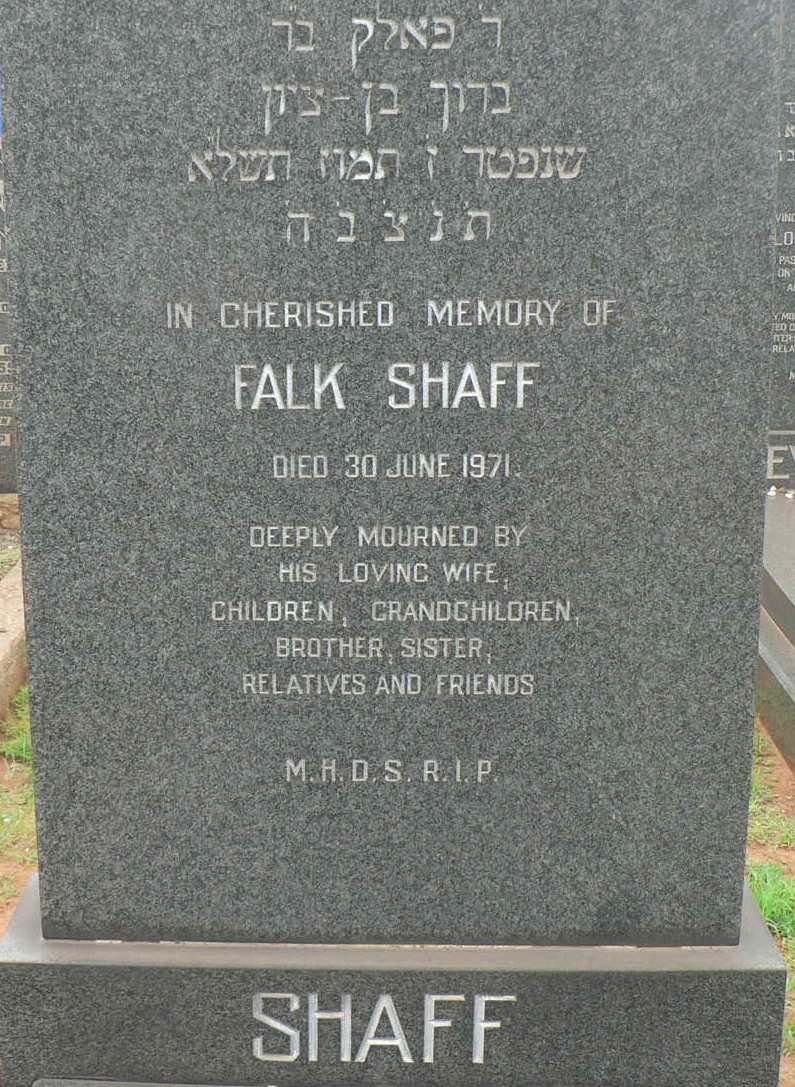 ר' פאלק בר
ברוך בן-ציון
שנפטר ז תמוז תשלא
ת נ צ ב ה
IN CHERISHED MEMORY OF
FALK SHAFF
DIED 30 JUNE 1971.
DEEPLY MOURNED BY
HIS LOVING WIFE,
CHILDREN, GRANDCHILDREN,
BROTHER, SISTER,
RELATIVES AND FRIENDS
M.H.D.S.R.I.P.
SHAFF